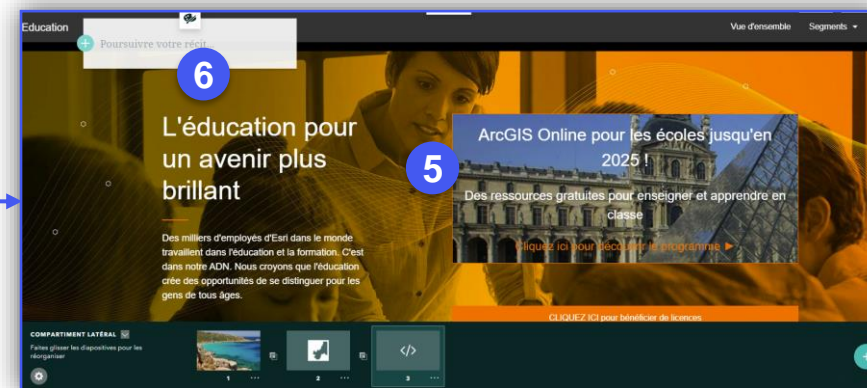 Education
Vue d'ensemble
Segments
Poursuivre votre récit...
6
L'éducation pour
un avenir plus
brillant
5
ArcGIS Online pour les écoles jusqu'en
2025 !
Des ressources gratuites pour enseigner et apprendre en
classe
Cliquez ici pour découvrir le programme ►
Des milliers d'employés d'Esri dans le monde
travaillent dans l'éducation et la formation. C'est
dans notre ADN. Nous croyons que l'éducation
crée des opportunités de se distinguer pour les
gens de tous âges.
CLIQUEZ ICI pour bénéficier de licences
COMPARTIMENT LATÉRAL
Faites glisser les diapositives pour les
réorganiser
</>
1 ...
2 ...
3 ...